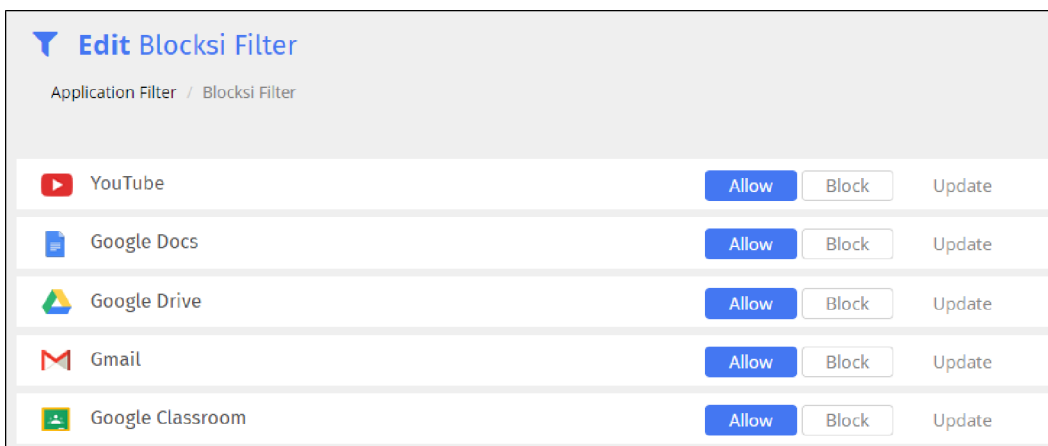 Edit Blocksi Filter
Application Filter / Blocksi Filter
YouTube Allow Block Update
Google Docs Allow Block Update
Google Drive Allow Block Update
Gmail Allow Block Update
Google Classroom Allow Block Update